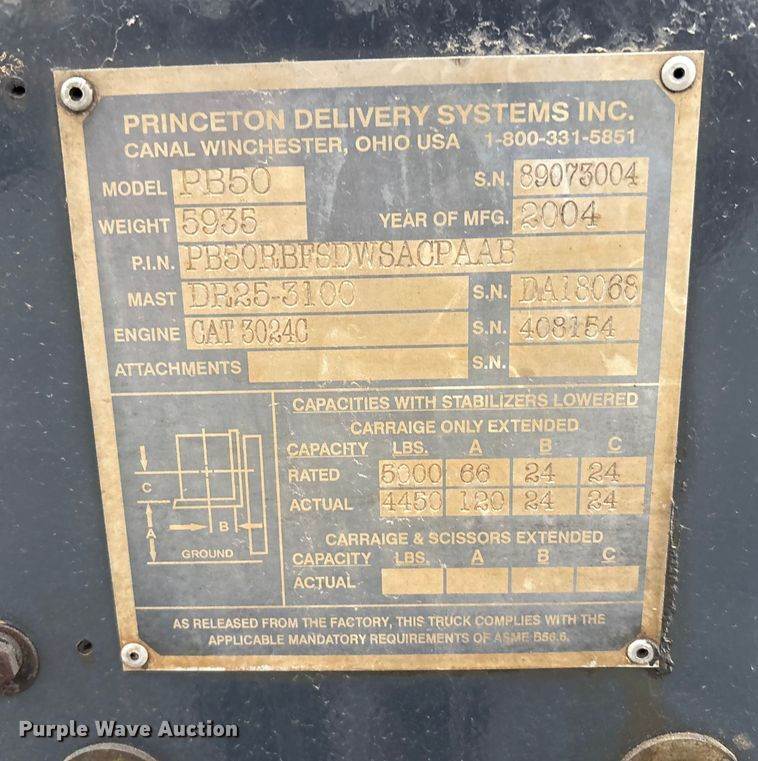 PRINCETON DELIVERY SYSTEMS INC.
CANAL WINCHESTER, OHIO USA 1-800-331-5851
MODEL PB50 S.N. 89073004
WEIGHT 5935 YEAR OF MFG. 2004
P.I.N. PB50RBFSDWSACPAAB
MAST DR25-3100 S.N. DA18068
ENGINE CAT 3024C S.N. 408154
ATTACHMENTS S.N.
CAPACITIES WITH STABILIZERS LOWERED
CARRAIGE ONLY EXTENDED
CAPACITY LBS. A B C
RATED 5000 66 24 24
ACTUAL 4450 120 24 24
CARRAIGE & SCISSORS EXTENDED
CAPACITY LBS. A B C
ACTUAL
C
B
A
GROUND
AS RELEASED FROM THE FACTORY, THIS TRUCK COMPLIES WITH THE
APPLICABLE MANDATORY REQUIREMENTS OF ASME B56.6.
Purple Wave Auction